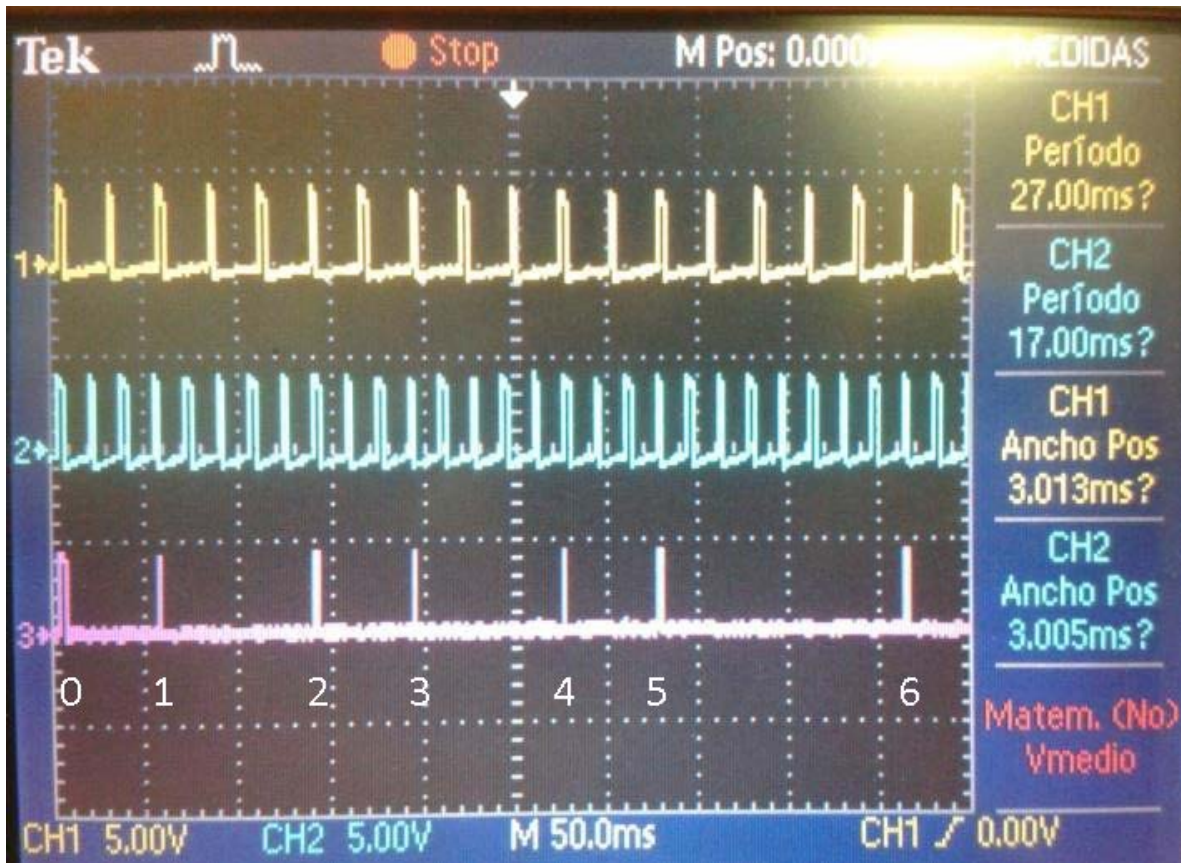 Tek Stop M Pos: 0.000 MEDIDAS
CH1
Período
27.00ms?
CH2
Período
17.00ms?
CH1
Ancho Pos
3.013ms?
CH2
Ancho Pos
3.005ms?
Matem. (No)
Vmedio
1
2
3
0 1 2 3 4 5 6
CH1 5.00V CH2 5.00V M 50.0ms CH1 0.00V